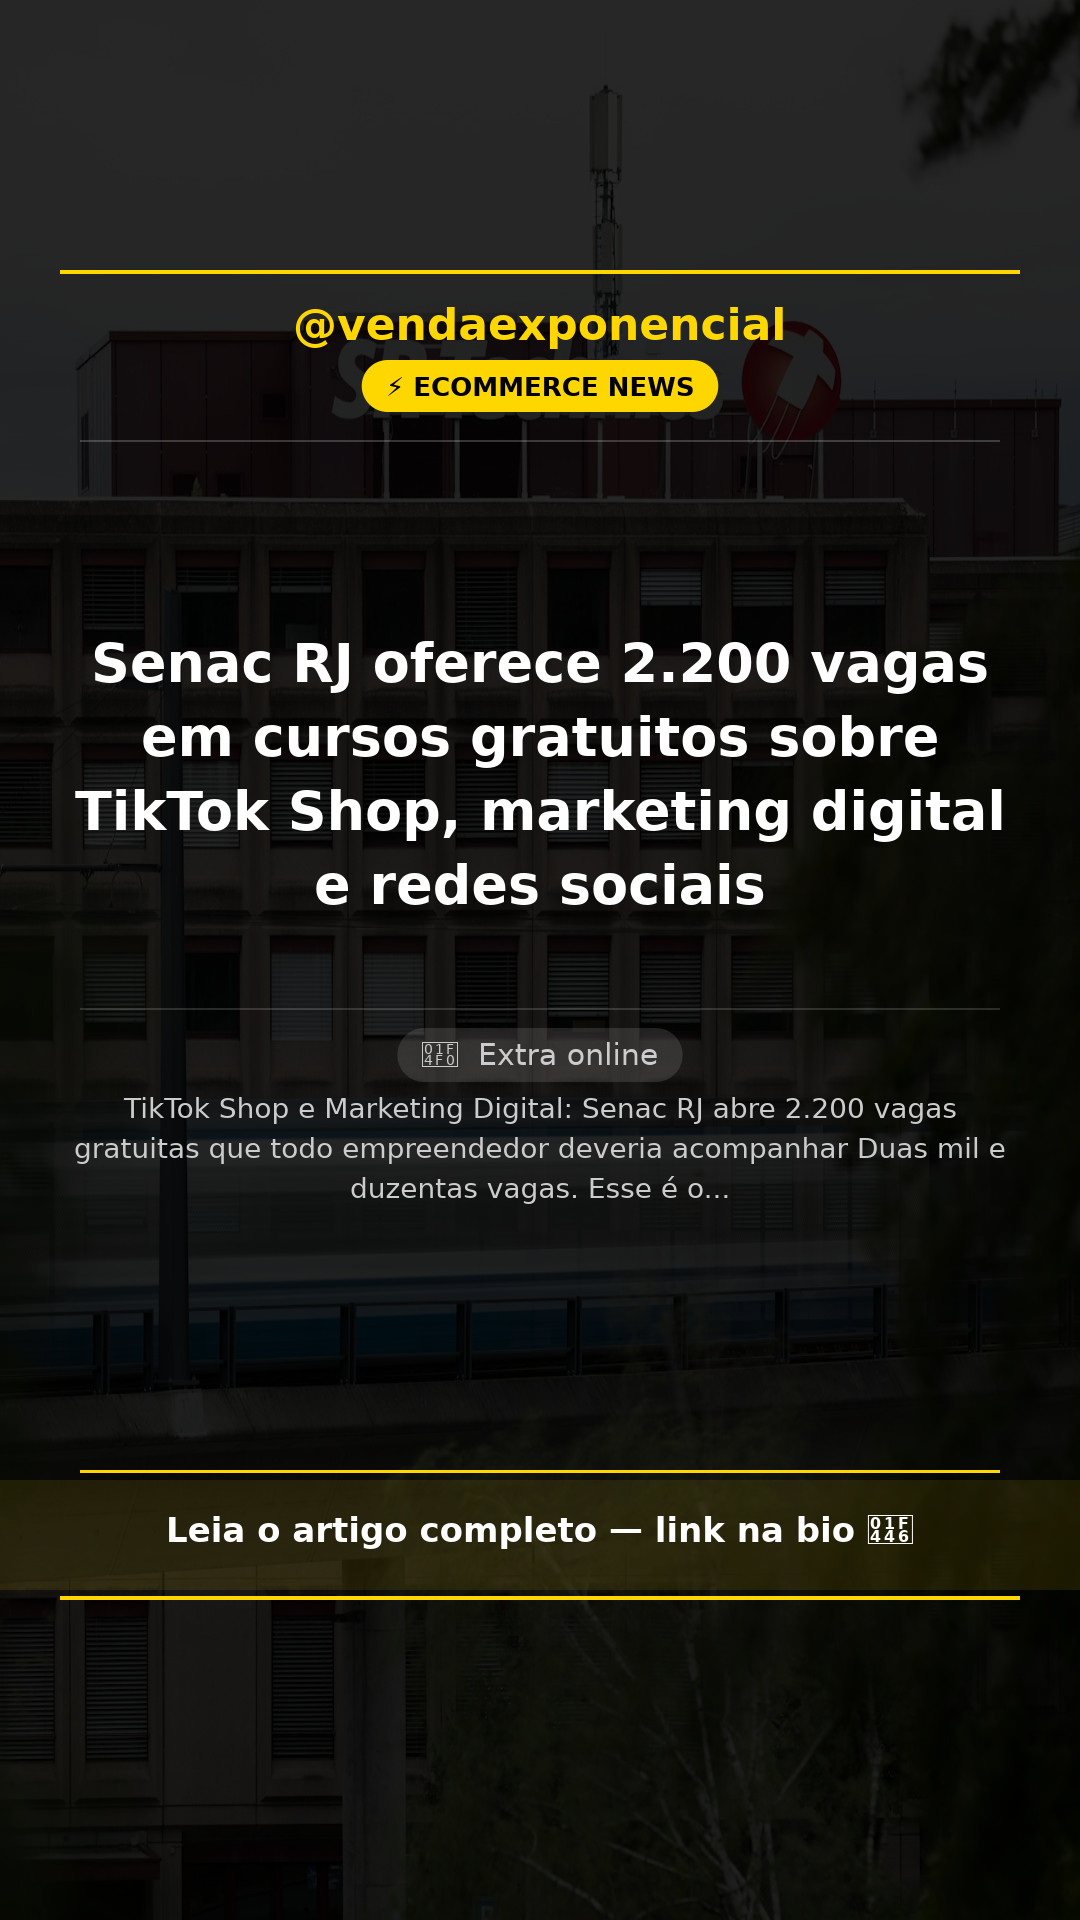 @vendaexponencial
⚡ ECOMMERCE NEWS
Senac RJ oferece 2.200 vagas
em cursos gratuitos sobre
TikTok Shop, marketing digital
e redes sociais
Extra online
TikTok Shop e Marketing Digital: Senac RJ abre 2.200 vagas
gratuitas que todo empreendedor deveria acompanhar Duas mil e
duzentas vagas. Esse é o...
Leia o artigo completo — link na bio